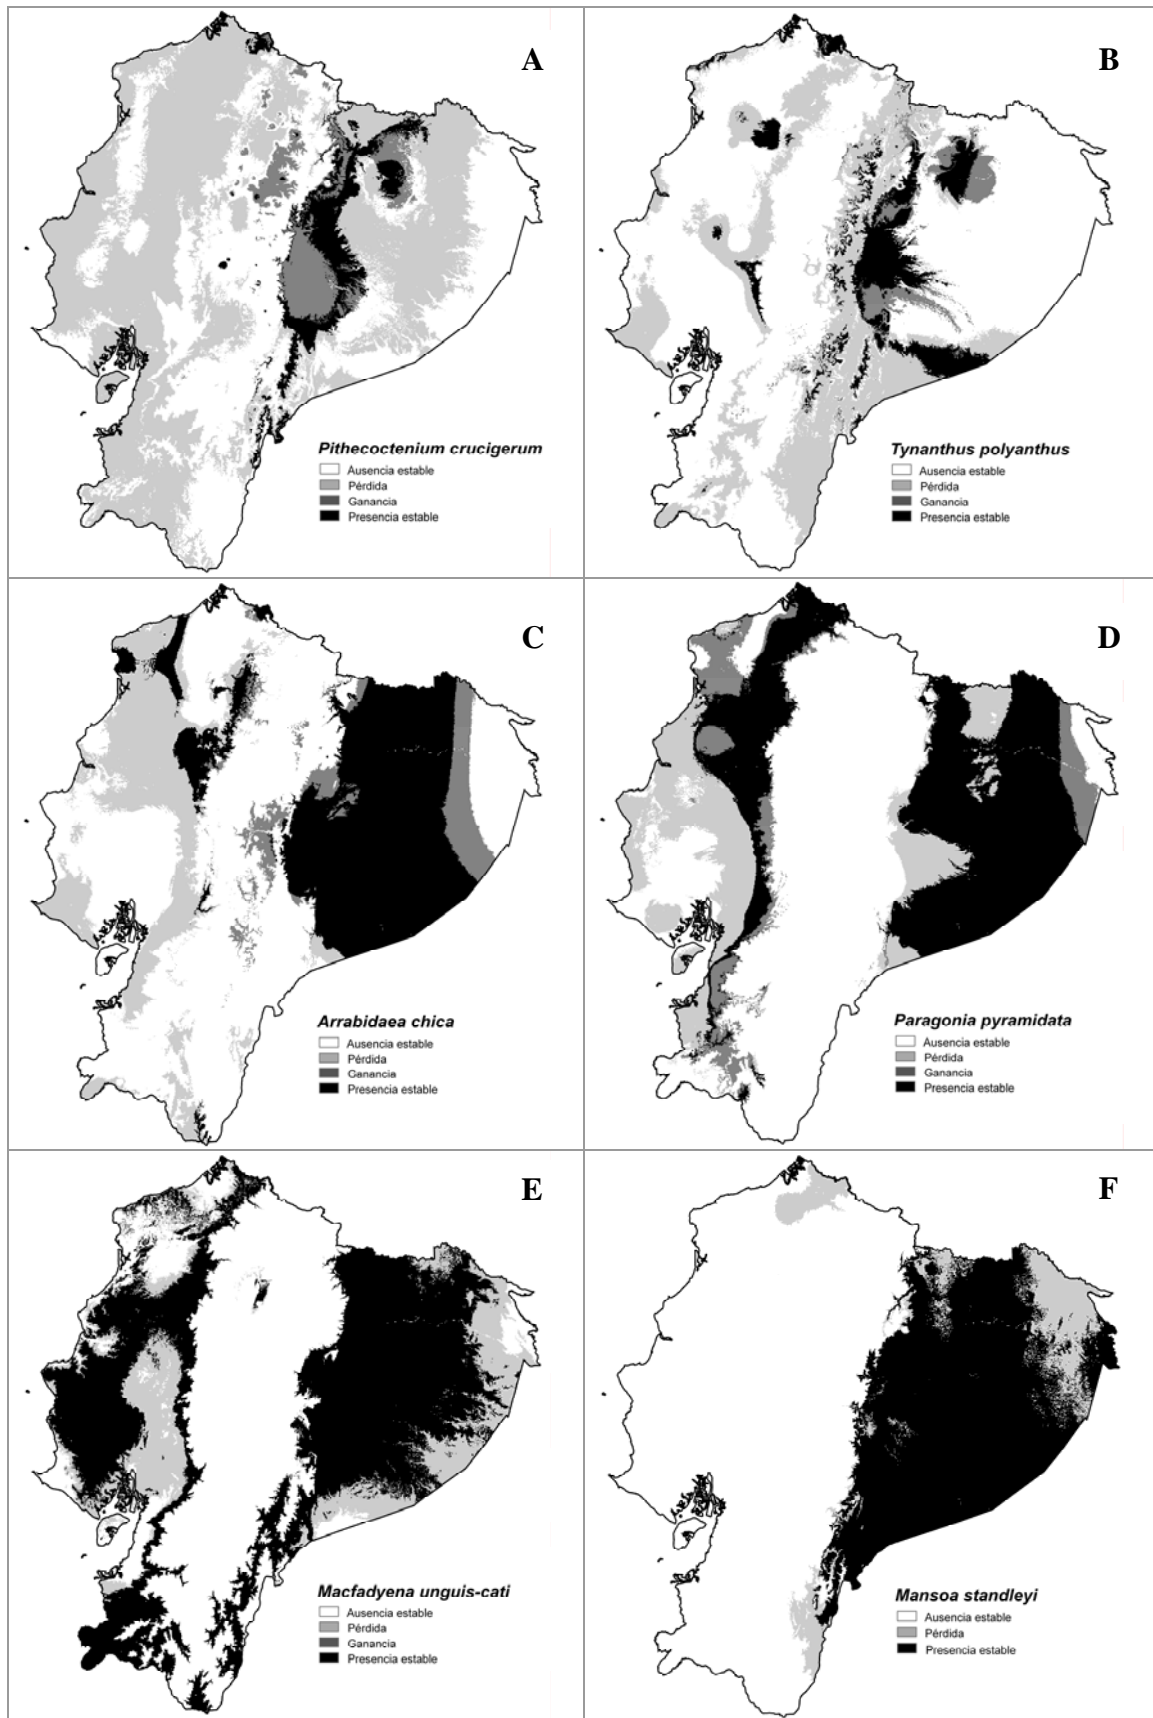 A
Pithecoctenium crucigerum
Ausencia estable
Pérdida
Ganancia
Presencia estable
B
Tynanthus polyanthus
Ausencia estable
Pérdida
Ganancia
Presencia estable
C
Arrabidaea chica
Ausencia estable
Pérdida
Ganancia
Presencia estable
D
Paragonia pyramidata
Ausencia estable
Pérdida
Ganancia
Presencia estable
E
Macfadyena unguis-cati
Ausencia estable
Pérdida
Ganancia
Presencia estable
F
Mansoa standleyi
Ausencia estable
Pérdida
Presencia estable